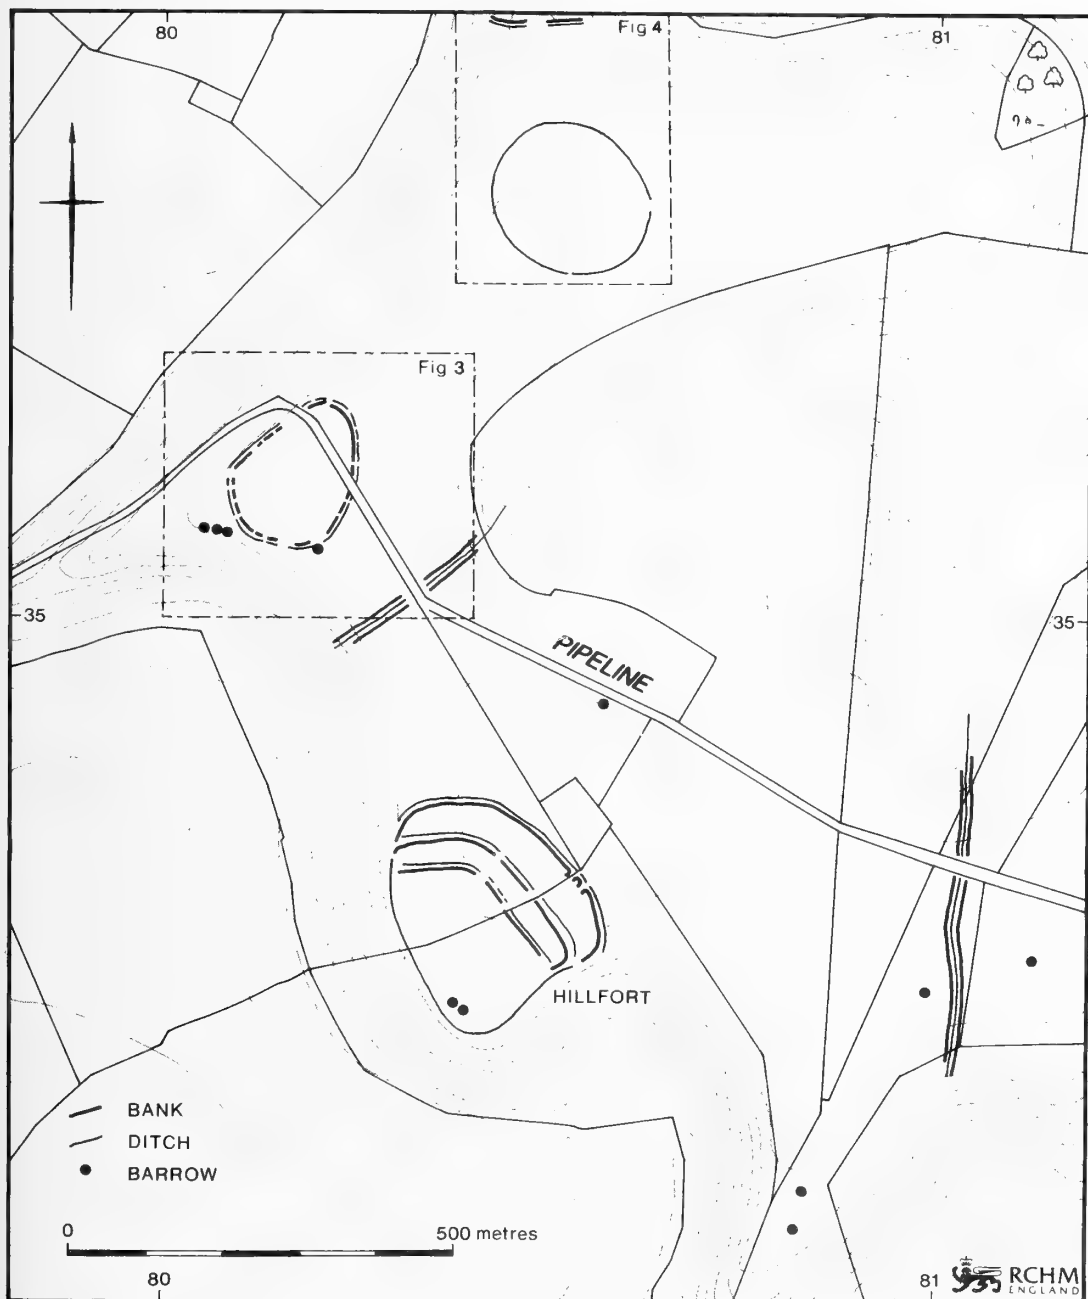 80
Fig 4
81
Fig 3
35
35
PIPELINE
HILLFORT
BANK
DITCH
BARROW
0
500 metres
80
81
RCHM
ENGLAND